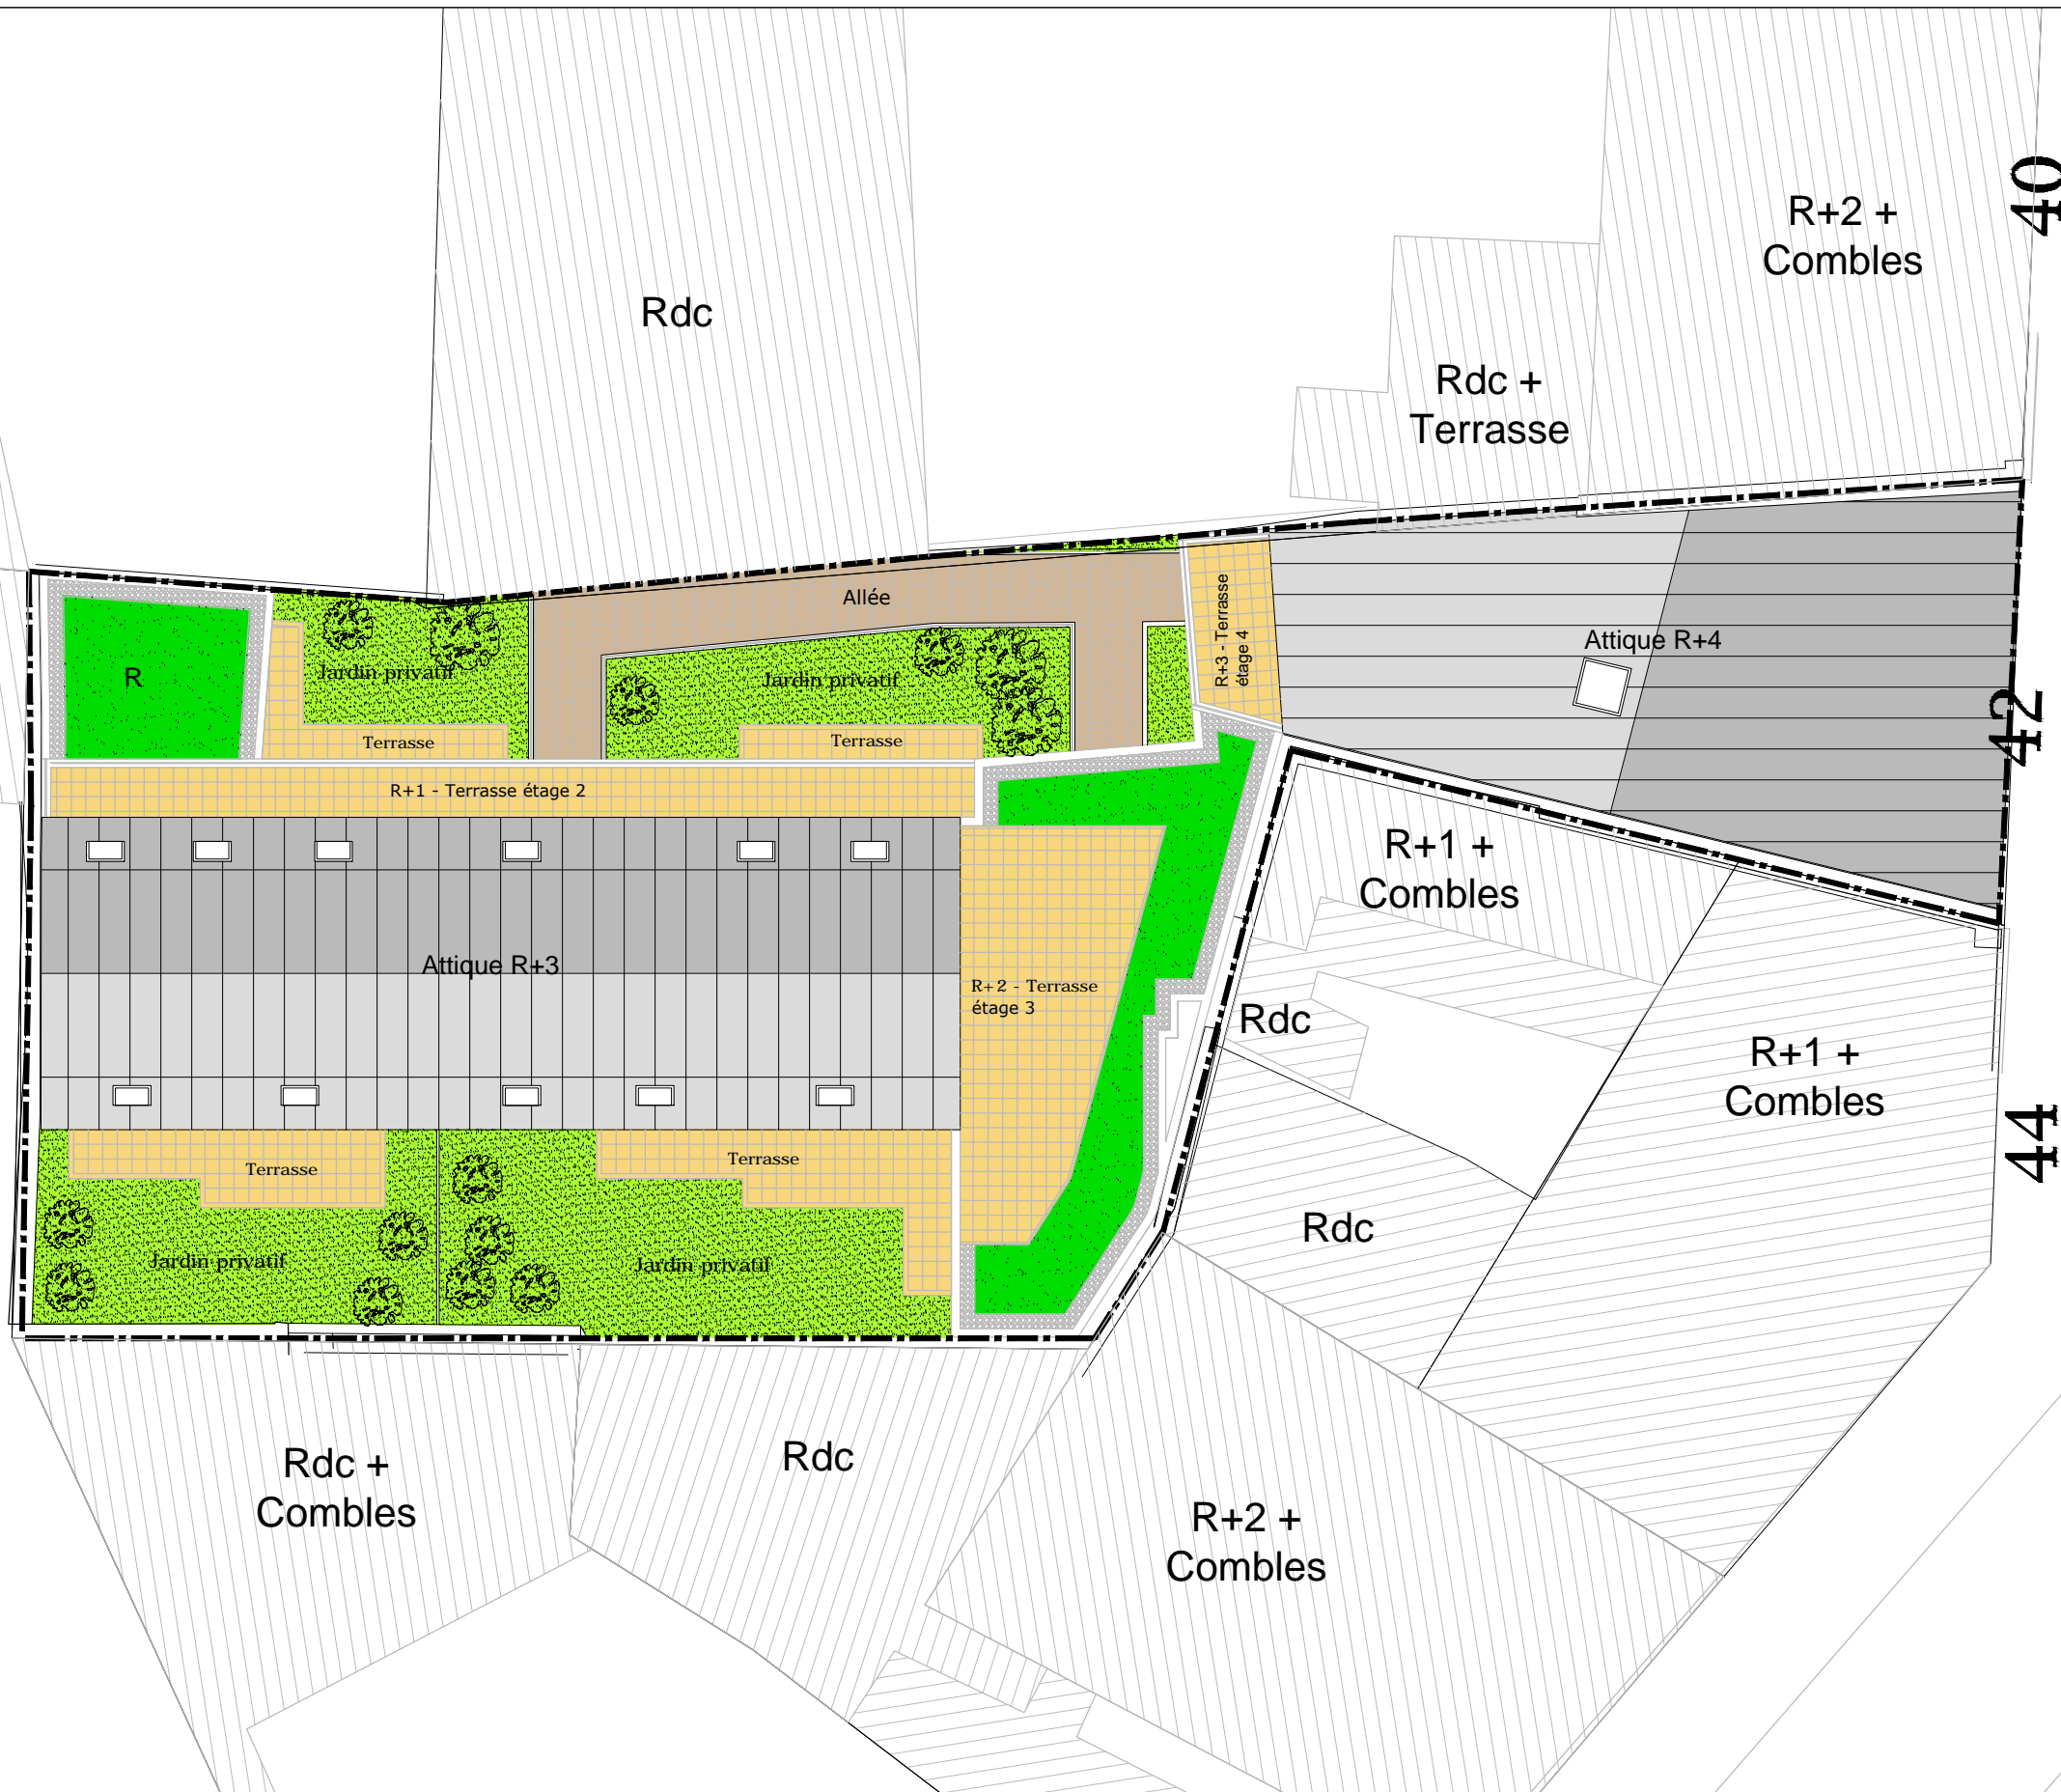 40
R+2 +
Combles
Rdc
Rdc +
Terrasse
Allée
R+3 - Terrasse
étage 4
Attique R+4
R
Jardin privatif
Jardin privatif
Terrasse
Terrasse
42
R+1 - Terrasse étage 2
R+1 +
Combles
Attique R+3
R+2 - Terrasse
étage 3
Rdc
R+1 +
Combles
44
Terrasse
Terrasse
Rdc
Jardin privatif
Jardin privatif
Rdc +
Combles
Rdc
R+2 +
Combles